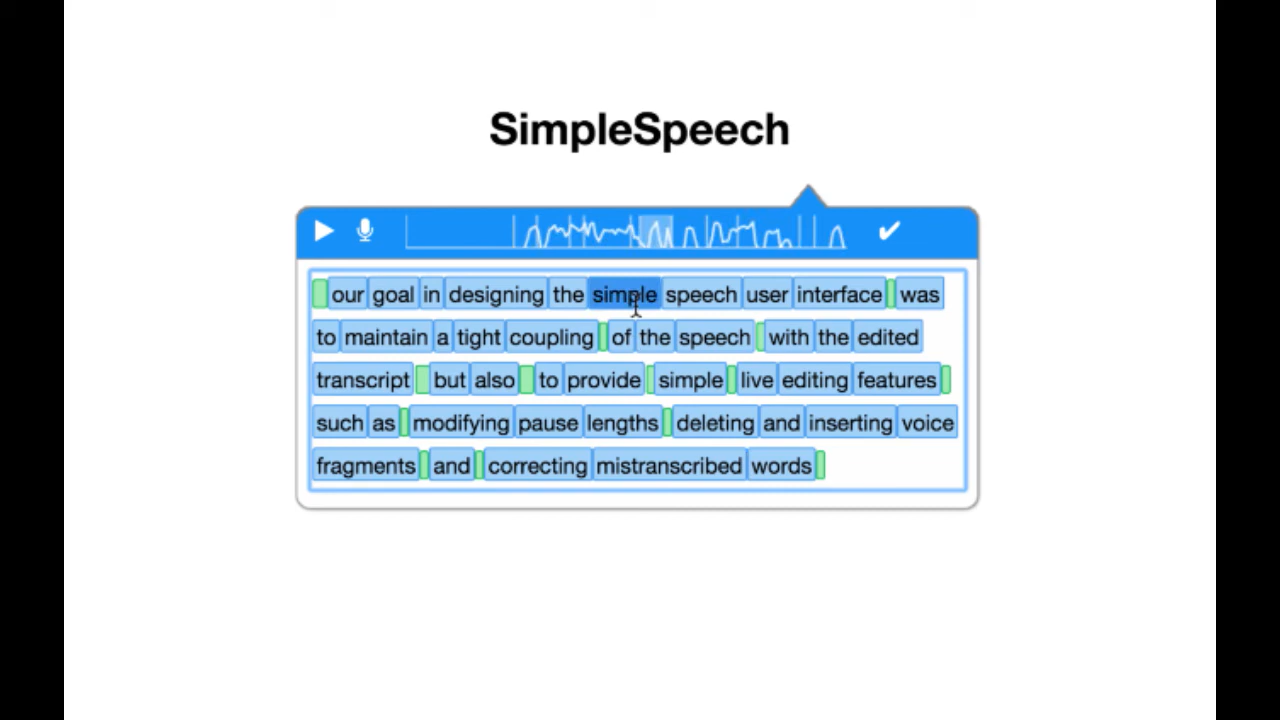 SimpleSpeech
our goal in designing the simple speech user interface was
to maintain a tight coupling of the speech with the edited
transcript but also to provide simple live editing features
such as modifying pause lengths deleting and inserting voice
fragments and correcting mistranscribed words